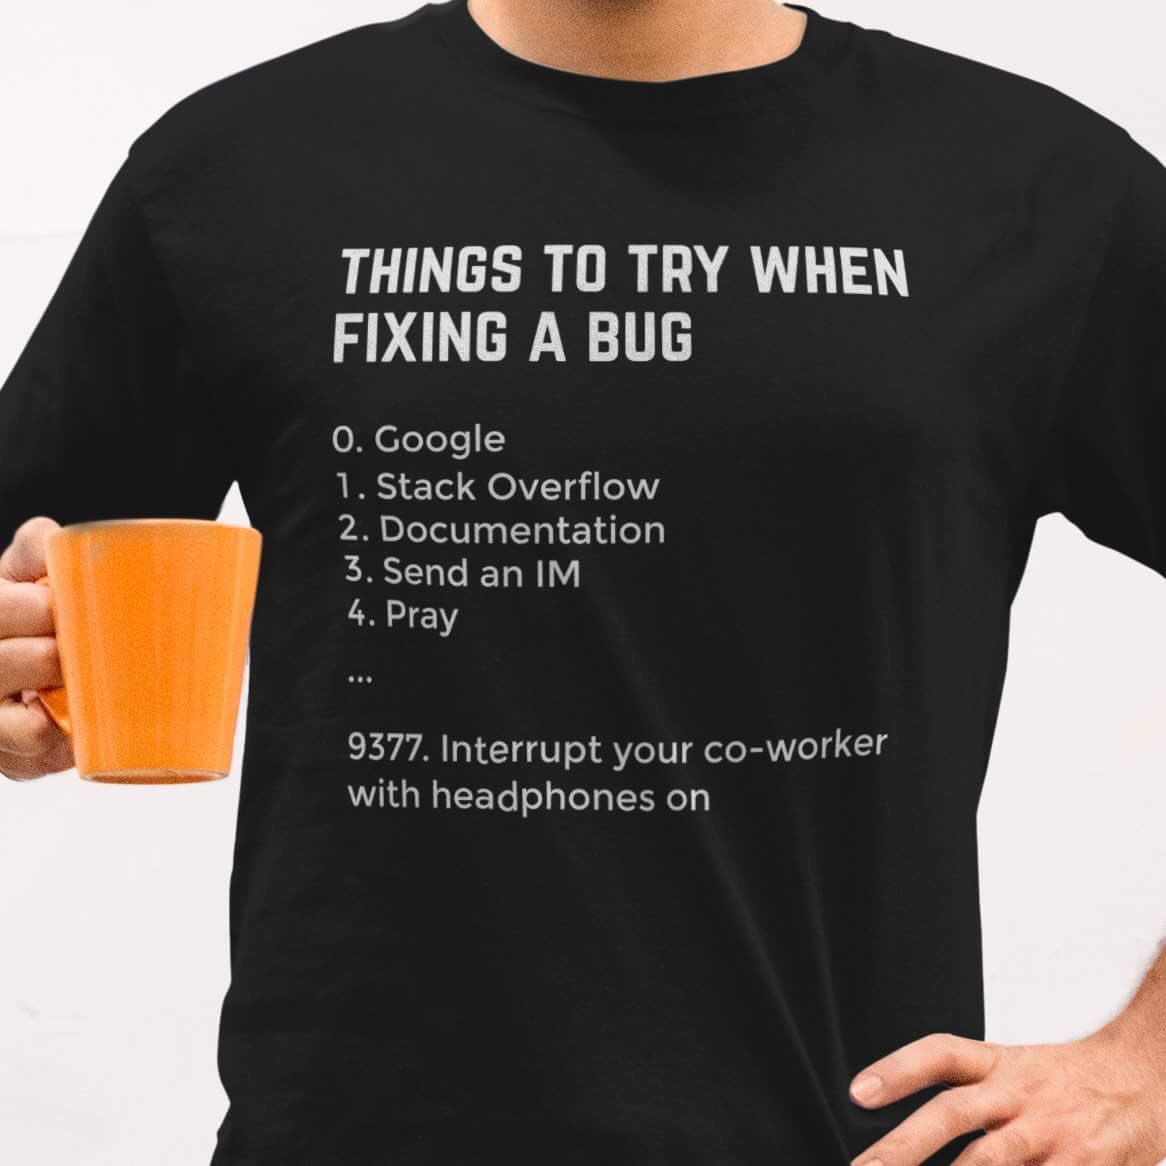 THINGS TO TRY WHEN
FIXING A BUG
0. Google
1. Stack Overflow
2. Documentation
3. Send an IM
4. Pray
...
9377. Interrupt your co-worker
with headphones on